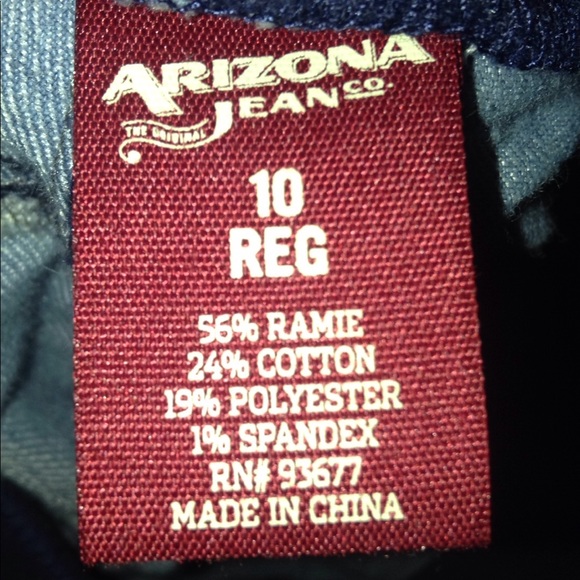 ARIZONA
JEAN CO.
THE ORIGINAL
10
REG
56% RAMIE
24% COTTON
19% POLYESTER
1% SPANDEX
RN# 93677
MADE IN CHINA